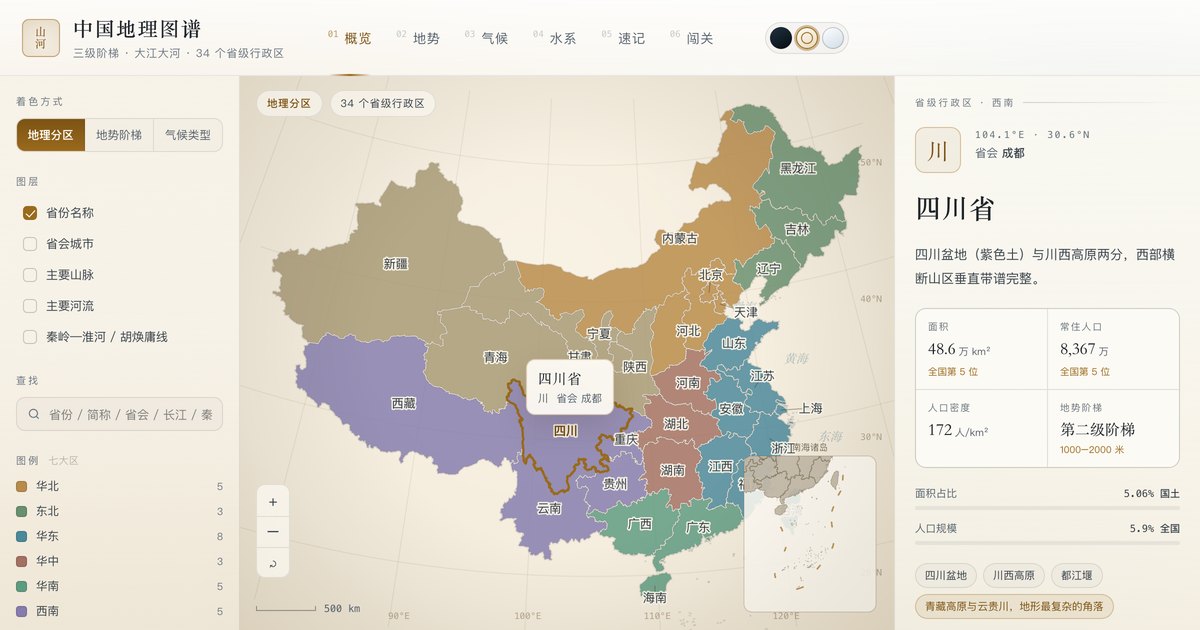 山河
中国地理图谱
三级阶梯 · 大江大河 · 34 个省级行政区
01 概览
02 地势
03 气候
04 水系
05 速记
06 闯关
着色方式
地理分区
地势阶梯
气候类型
图层
省份名称
省会城市
主要山脉
主要河流
秦岭—淮河 / 胡焕庸线
查找
省份 / 简称 / 省会 / 长江 / 秦
图例 七大区
华北 5
东北 3
华东 8
华中 3
华南 5
西南 5
地理分区
34 个省级行政区
黑龙江
50°N
吉林
内蒙古
新疆
辽宁
北京
40°N
天津
宁夏
河北
山东
青海
甘肃
陕西
黄海
河南
江苏
四川省
川 省会 成都
西藏
安徽
上海
湖北
四川
重庆
东海
30°N
浙江
南海诸岛
江西
湖南
贵州
云南
广西
广东
海南
+
−
500 km
90°E
100°E
110°E
120°E
省级行政区 · 西南
川
104.1°E · 30.6°N
省会 成都
四川省
四川盆地（紫色土）与川西高原两分，西部横
断山区垂直带谱完整。
面积
48.6 万 km²
全国第 5 位
常住人口
8,367 万
全国第 5 位
人口密度
172 人/km²
地势阶梯
第二级阶梯
1000—2000 米
面积占比 5.06% 国土
人口规模 5.9% 全国
四川盆地
川西高原
都江堰
青藏高原与云贵川，地形最复杂的角落